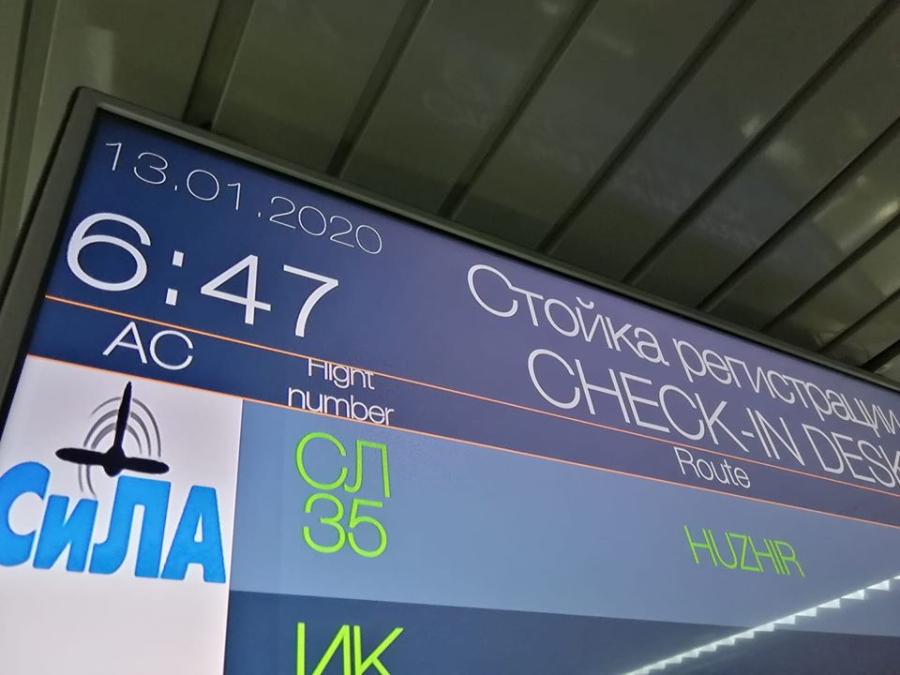 13.01.2020
6:47
Стойка регистрации
CHECK-IN DESK
AC
Flight
number
Route
СиЛА
СЛ
35
HUZHIR
ИК